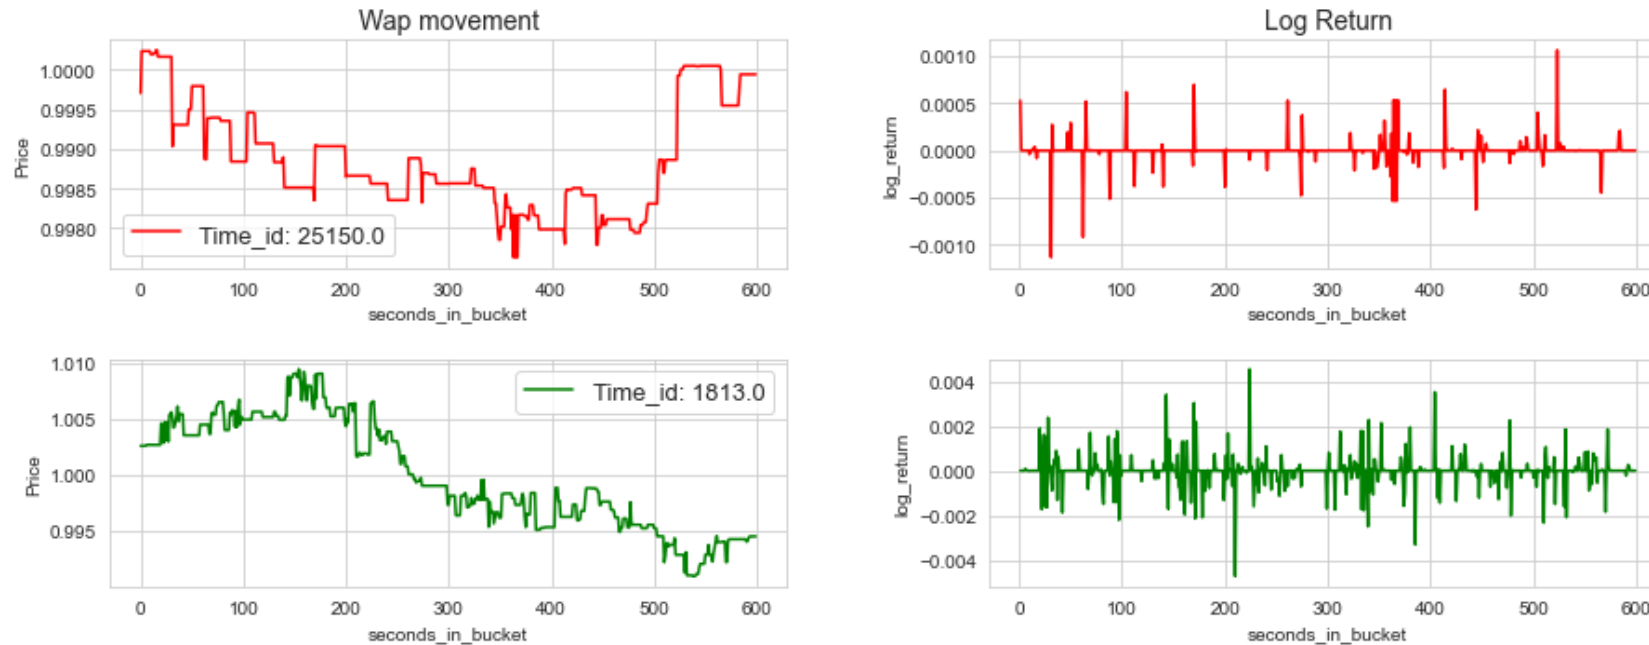 Wap movement
Price
1.0000
0.9995
0.9990
0.9985
0.9980
Time_id: 25150.0
0 100 200 300 400 500 600
seconds_in_bucket
Log Return
log_return
0.0010
0.0005
0.0000
−0.0005
−0.0010
0 100 200 300 400 500 600
seconds_in_bucket
Price
1.010
1.005
1.000
0.995
Time_id: 1813.0
0 100 200 300 400 500 600
seconds_in_bucket
log_return
0.004
0.002
0.000
−0.002
−0.004
0 100 200 300 400 500 600
seconds_in_bucket